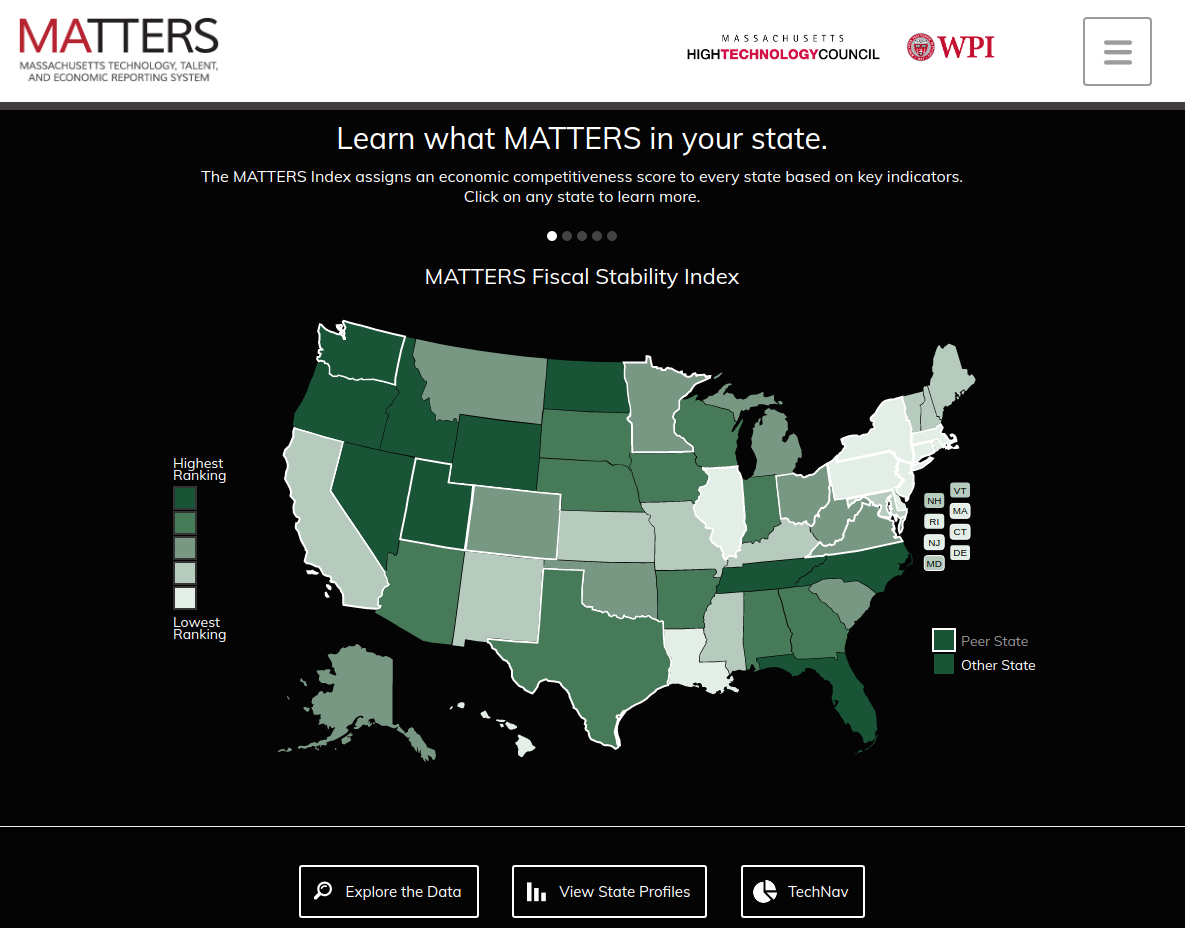 MATTERS
MASSACHUSETTS TECHNOLOGY, TALENT,
AND ECONOMIC REPORTING SYSTEM
MASSACHUSETTS
HIGHTECHNOLOGYCOUNCIL
WPI
Learn what MATTERS in your state.
The MATTERS Index assigns an economic competitiveness score to every state based on key indicators.
Click on any state to learn more.
MATTERS Fiscal Stability Index
Highest
Ranking
Lowest
Ranking
VT
NH
MA
RI
CT
NJ
DE
MD
Peer State
Other State
Explore the Data
View State Profiles
TechNav